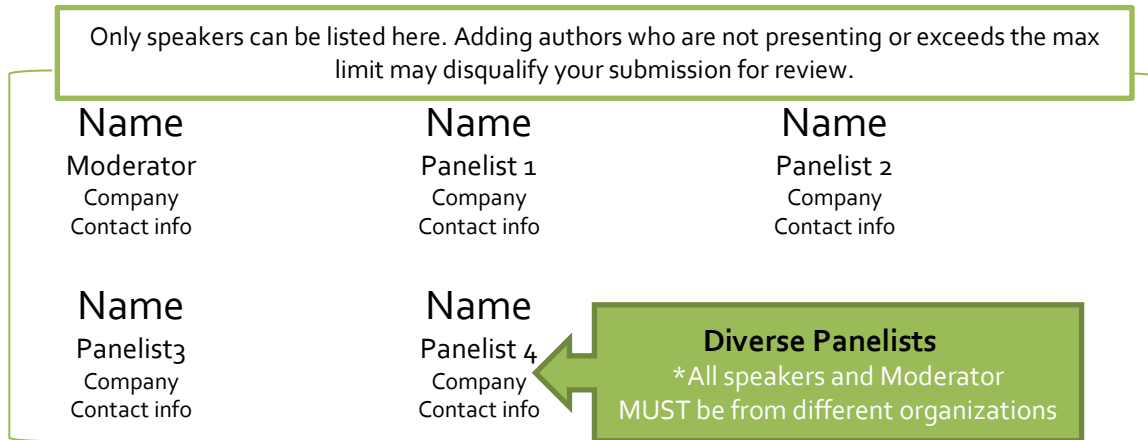 Only speakers can be listed here. Adding authors who are not presenting or exceeds the max
limit may disqualify your submission for review.
Name
Moderator
Company
Contact info
Name
Panelist 1
Company
Contact info
Name
Panelist 2
Company
Contact info
Name
Panelist3
Company
Contact info
Name
Panelist 4
Company
Contact info
Diverse Panelists
*All speakers and Moderator
MUST be from different organizations